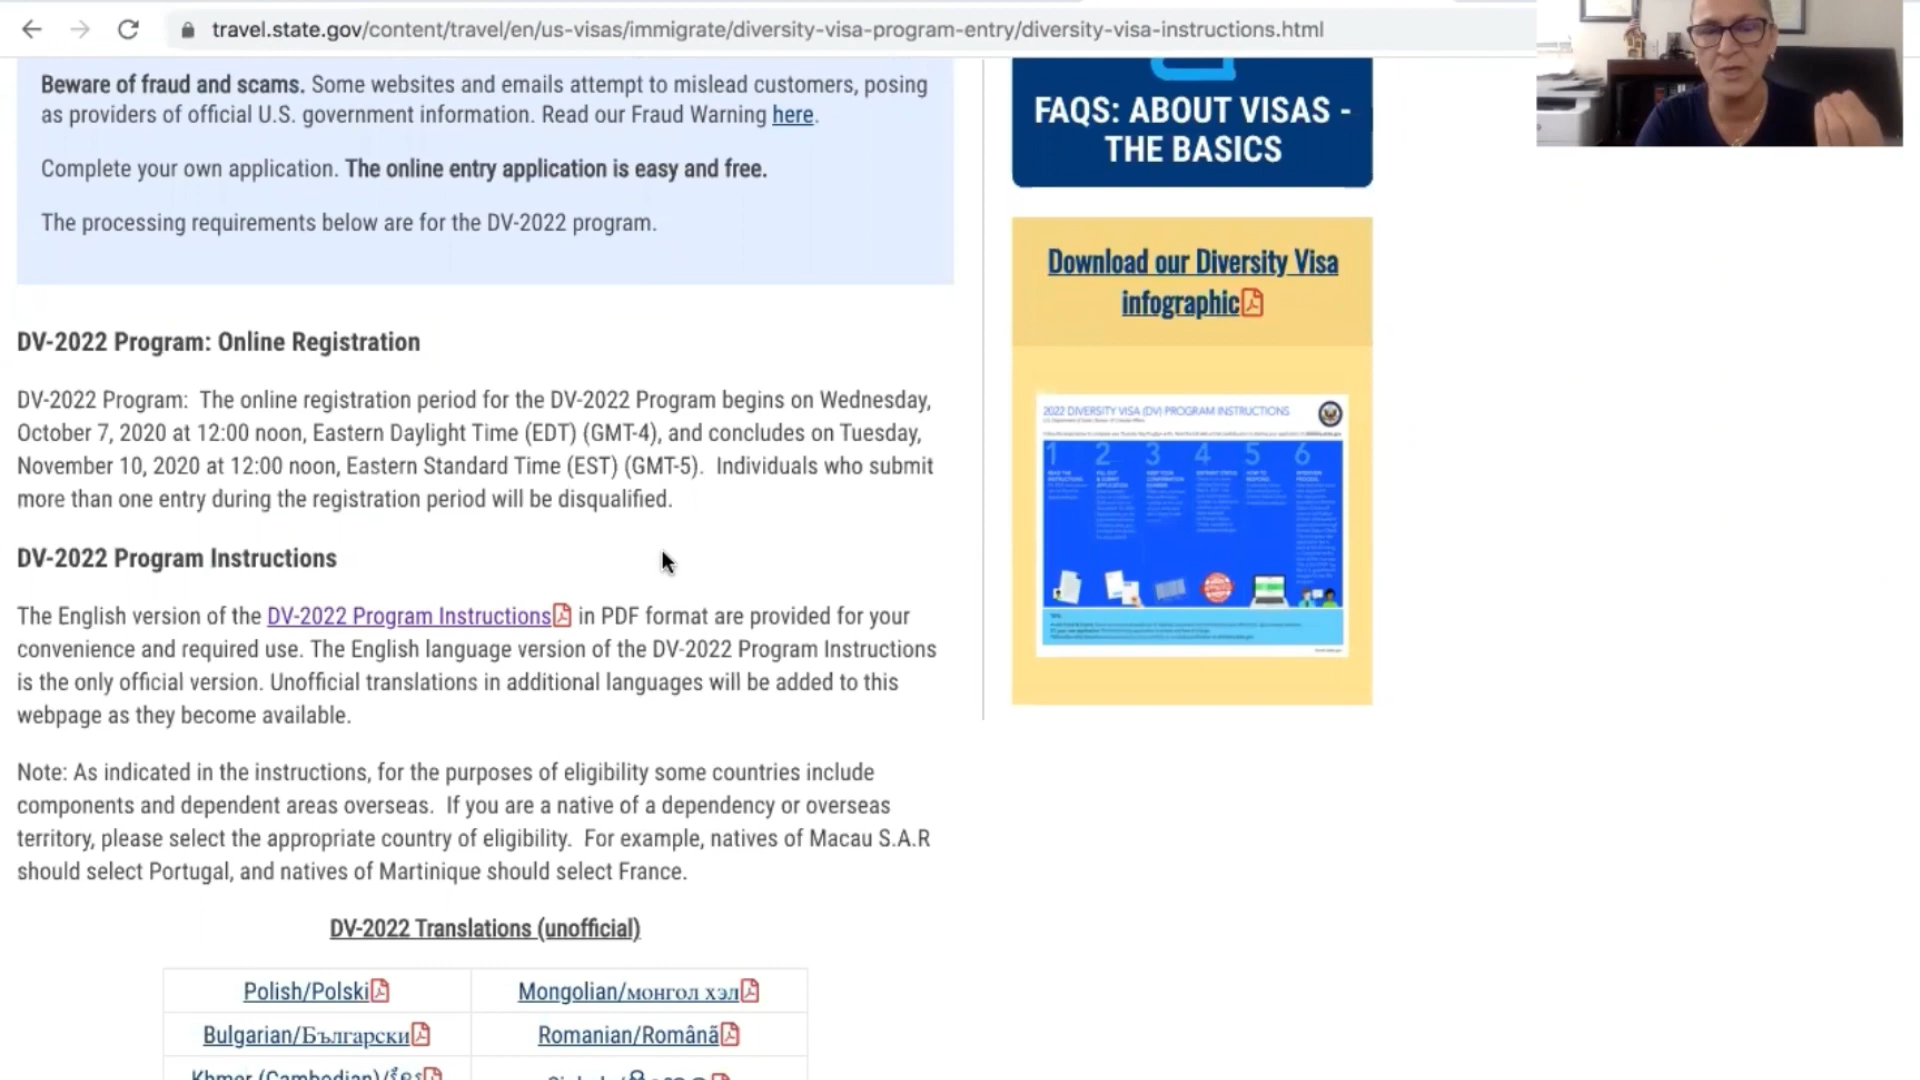 travel.state.gov/content/travel/en/us-visas/immigrate/diversity-visa-program-entry/diversity-visa-instructions.html
Beware of fraud and scams. Some websites and emails attempt to mislead customers, posing
as providers of official U.S. government information. Read our Fraud Warning here.
Complete your own application. The online entry application is easy and free.
The processing requirements below are for the DV-2022 program.
DV-2022 Program: Online Registration
DV-2022 Program:  The online registration period for the DV-2022 Program begins on Wednesday,
October 7, 2020 at 12:00 noon, Eastern Daylight Time (EDT) (GMT-4), and concludes on Tuesday,
November 10, 2020 at 12:00 noon, Eastern Standard Time (EST) (GMT-5).  Individuals who submit
more than one entry during the registration period will be disqualified.
DV-2022 Program Instructions
The English version of the DV-2022 Program Instructions in PDF format are provided for your
convenience and required use. The English language version of the DV-2022 Program Instructions
is the only official version. Unofficial translations in additional languages will be added to this
webpage as they become available.
Note: As indicated in the instructions, for the purposes of eligibility some countries include
components and dependent areas overseas.  If you are a native of a dependency or overseas
territory, please select the appropriate country of eligibility.  For example, natives of Macau S.A.R
should select Portugal, and natives of Martinique should select France.
DV-2022 Translations (unofficial)
Polish/Polski
Mongolian/монгол хэл
Bulgarian/Български
Romanian/Română
Khmer (Cambodian)/
FAQS: ABOUT VISAS -
THE BASICS
Download our Diversity Visa
infographic
2022 DIVERSITY VISA (DV) PROGRAM INSTRUCTIONS
1 2 3 4 5 6